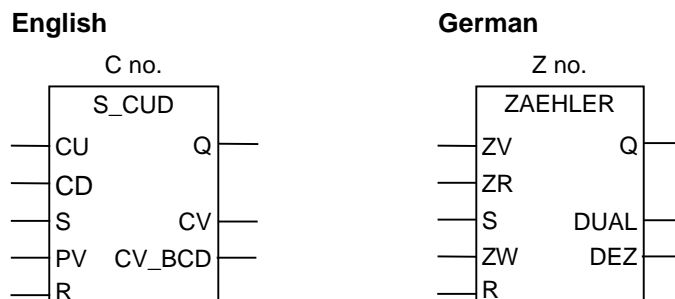 English
C no.
S_CUD
CU Q
CD
S CV
PV CV_BCD
R
German
Z no.
ZAEHLER
ZV Q
ZR
S DUAL
ZW DEZ
R